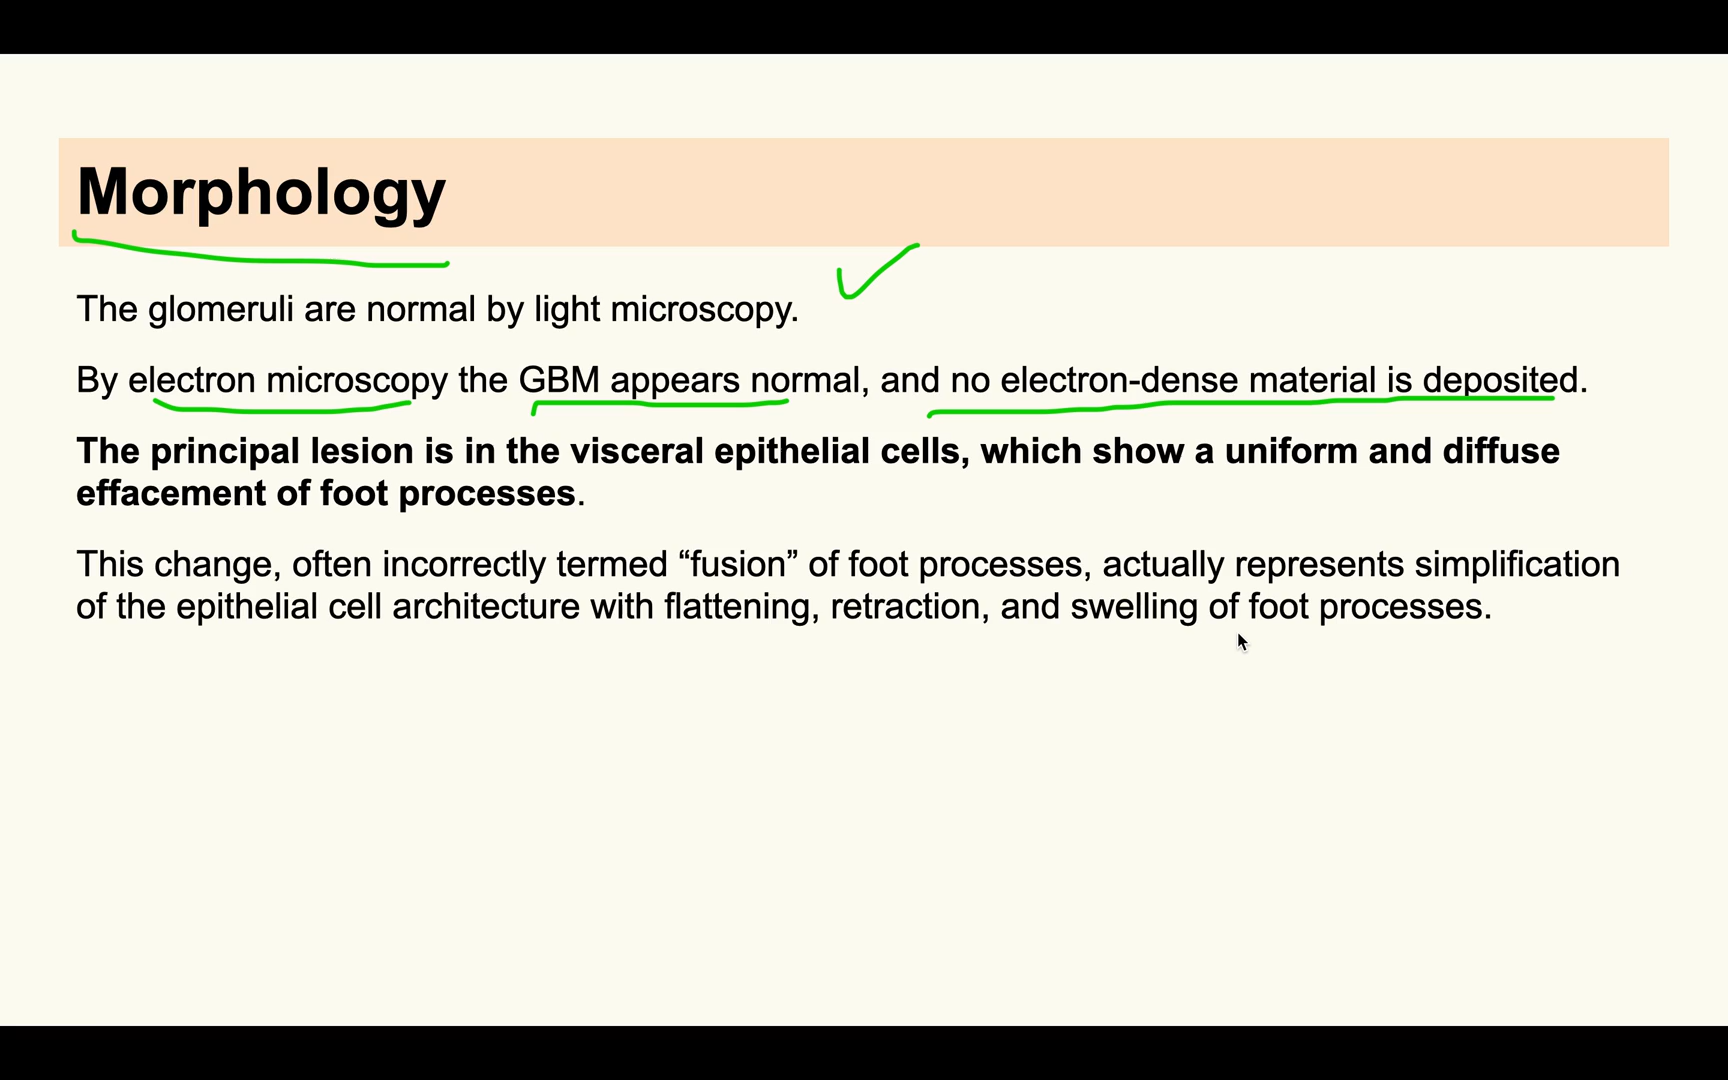 Morphology
The glomeruli are normal by light microscopy.
By electron microscopy the GBM appears normal, and no electron-dense material is deposited.
The principal lesion is in the visceral epithelial cells, which show a uniform and diffuse
effacement of foot processes.
This change, often incorrectly termed “fusion” of foot processes, actually represents simplification
of the epithelial cell architecture with flattening, retraction, and swelling of foot processes.